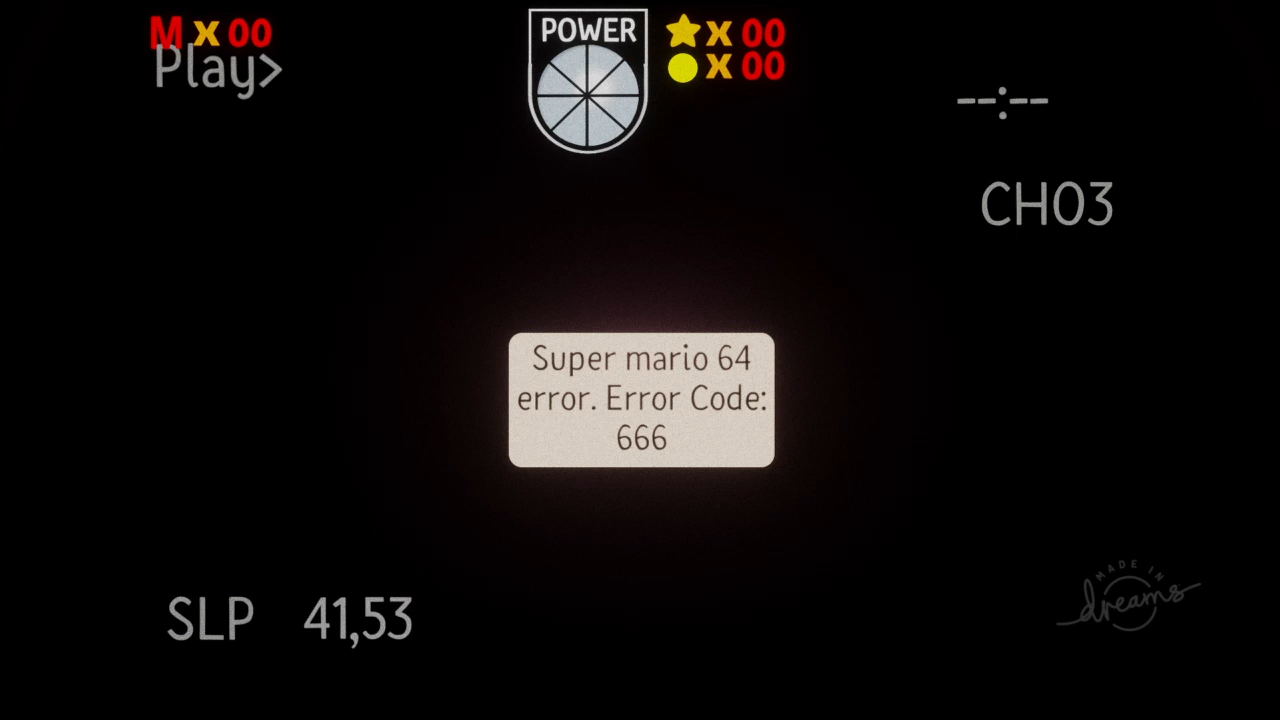 M X 00
POWER
★ X 00
X 00
Play>
--:--
CH03
Super mario 64
error. Error Code:
666
SLP 41,53
MADE IN
dreams